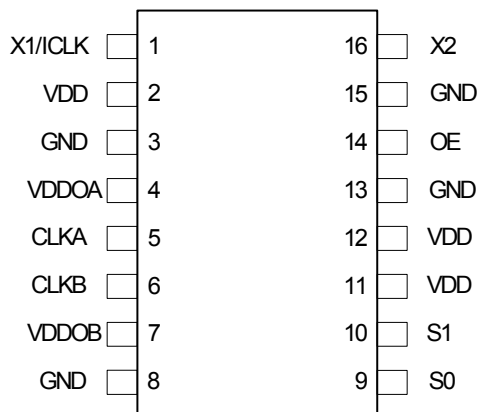 X1/ICLK 1 16 X2
VDD 2 15 GND
GND 3 14 OE
VDDOA 4 13 GND
CLKA 5 12 VDD
CLKB 6 11 VDD
VDDOB 7 10 S1
GND 8 9 S0